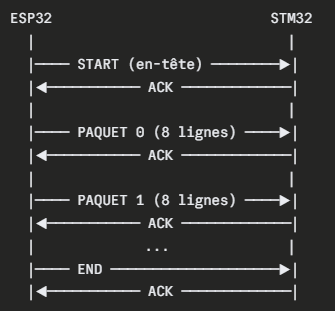 ESP32 STM32
START (en-tête)
ACK
PAQUET 0 (8 lignes)
ACK
PAQUET 1 (8 lignes)
ACK
...
END
ACK